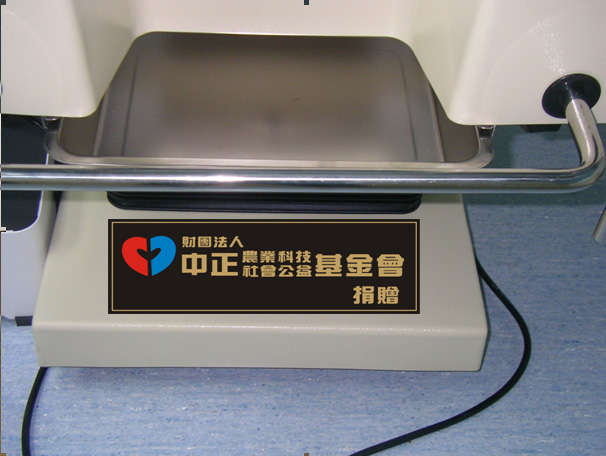 財團法人
中正農業科技社會公益基金會
捐贈